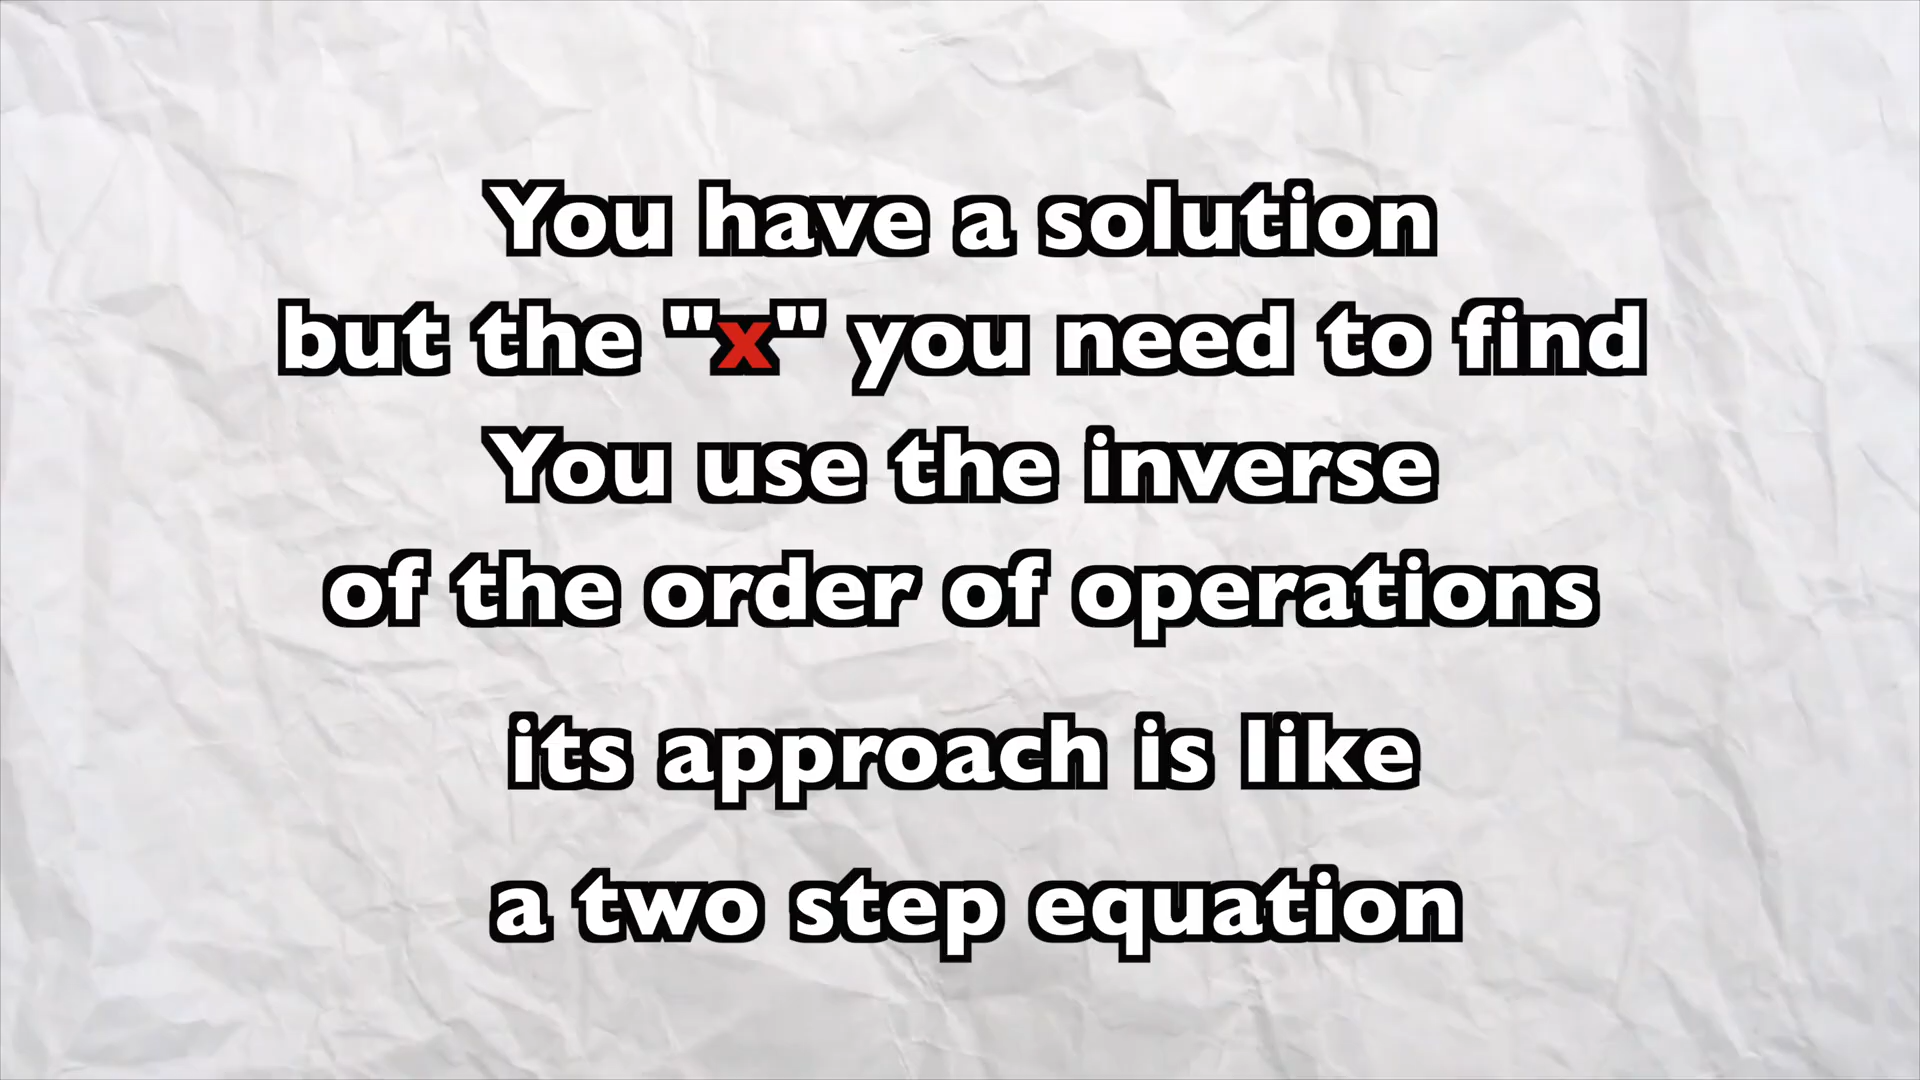 You have a solution
but the "x" you need to find
You use the inverse
of the order of operations
its approach is like
a two step equation